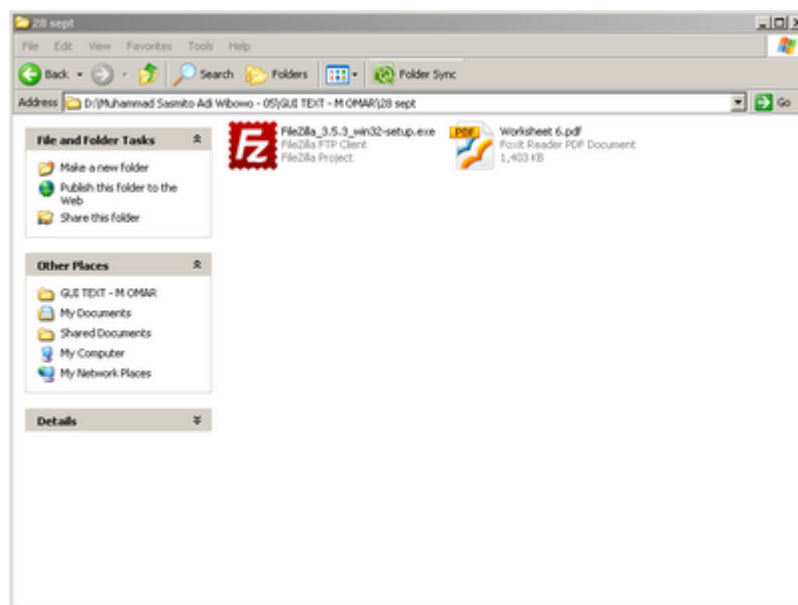 28 sept
File Edit View Favorites Tools Help
Back Search Folders Folder Sync
Address D:\Muhammad Sasmito Adi Wibowo - 05\GUI TEXT - M OMAR\28 sept Go
File and Folder Tasks
Make a new folder
Publish this folder to the
Web
Share this folder
Other Places
GUI TEXT - M OMAR
My Documents
Shared Documents
My Computer
My Network Places
Details
FileZilla_3.5.3_win32-setup.exe
FileZilla FTP Client
FileZilla Project
PDF
Worksheet 6.pdf
Foxit Reader PDF Document
1,403 KB